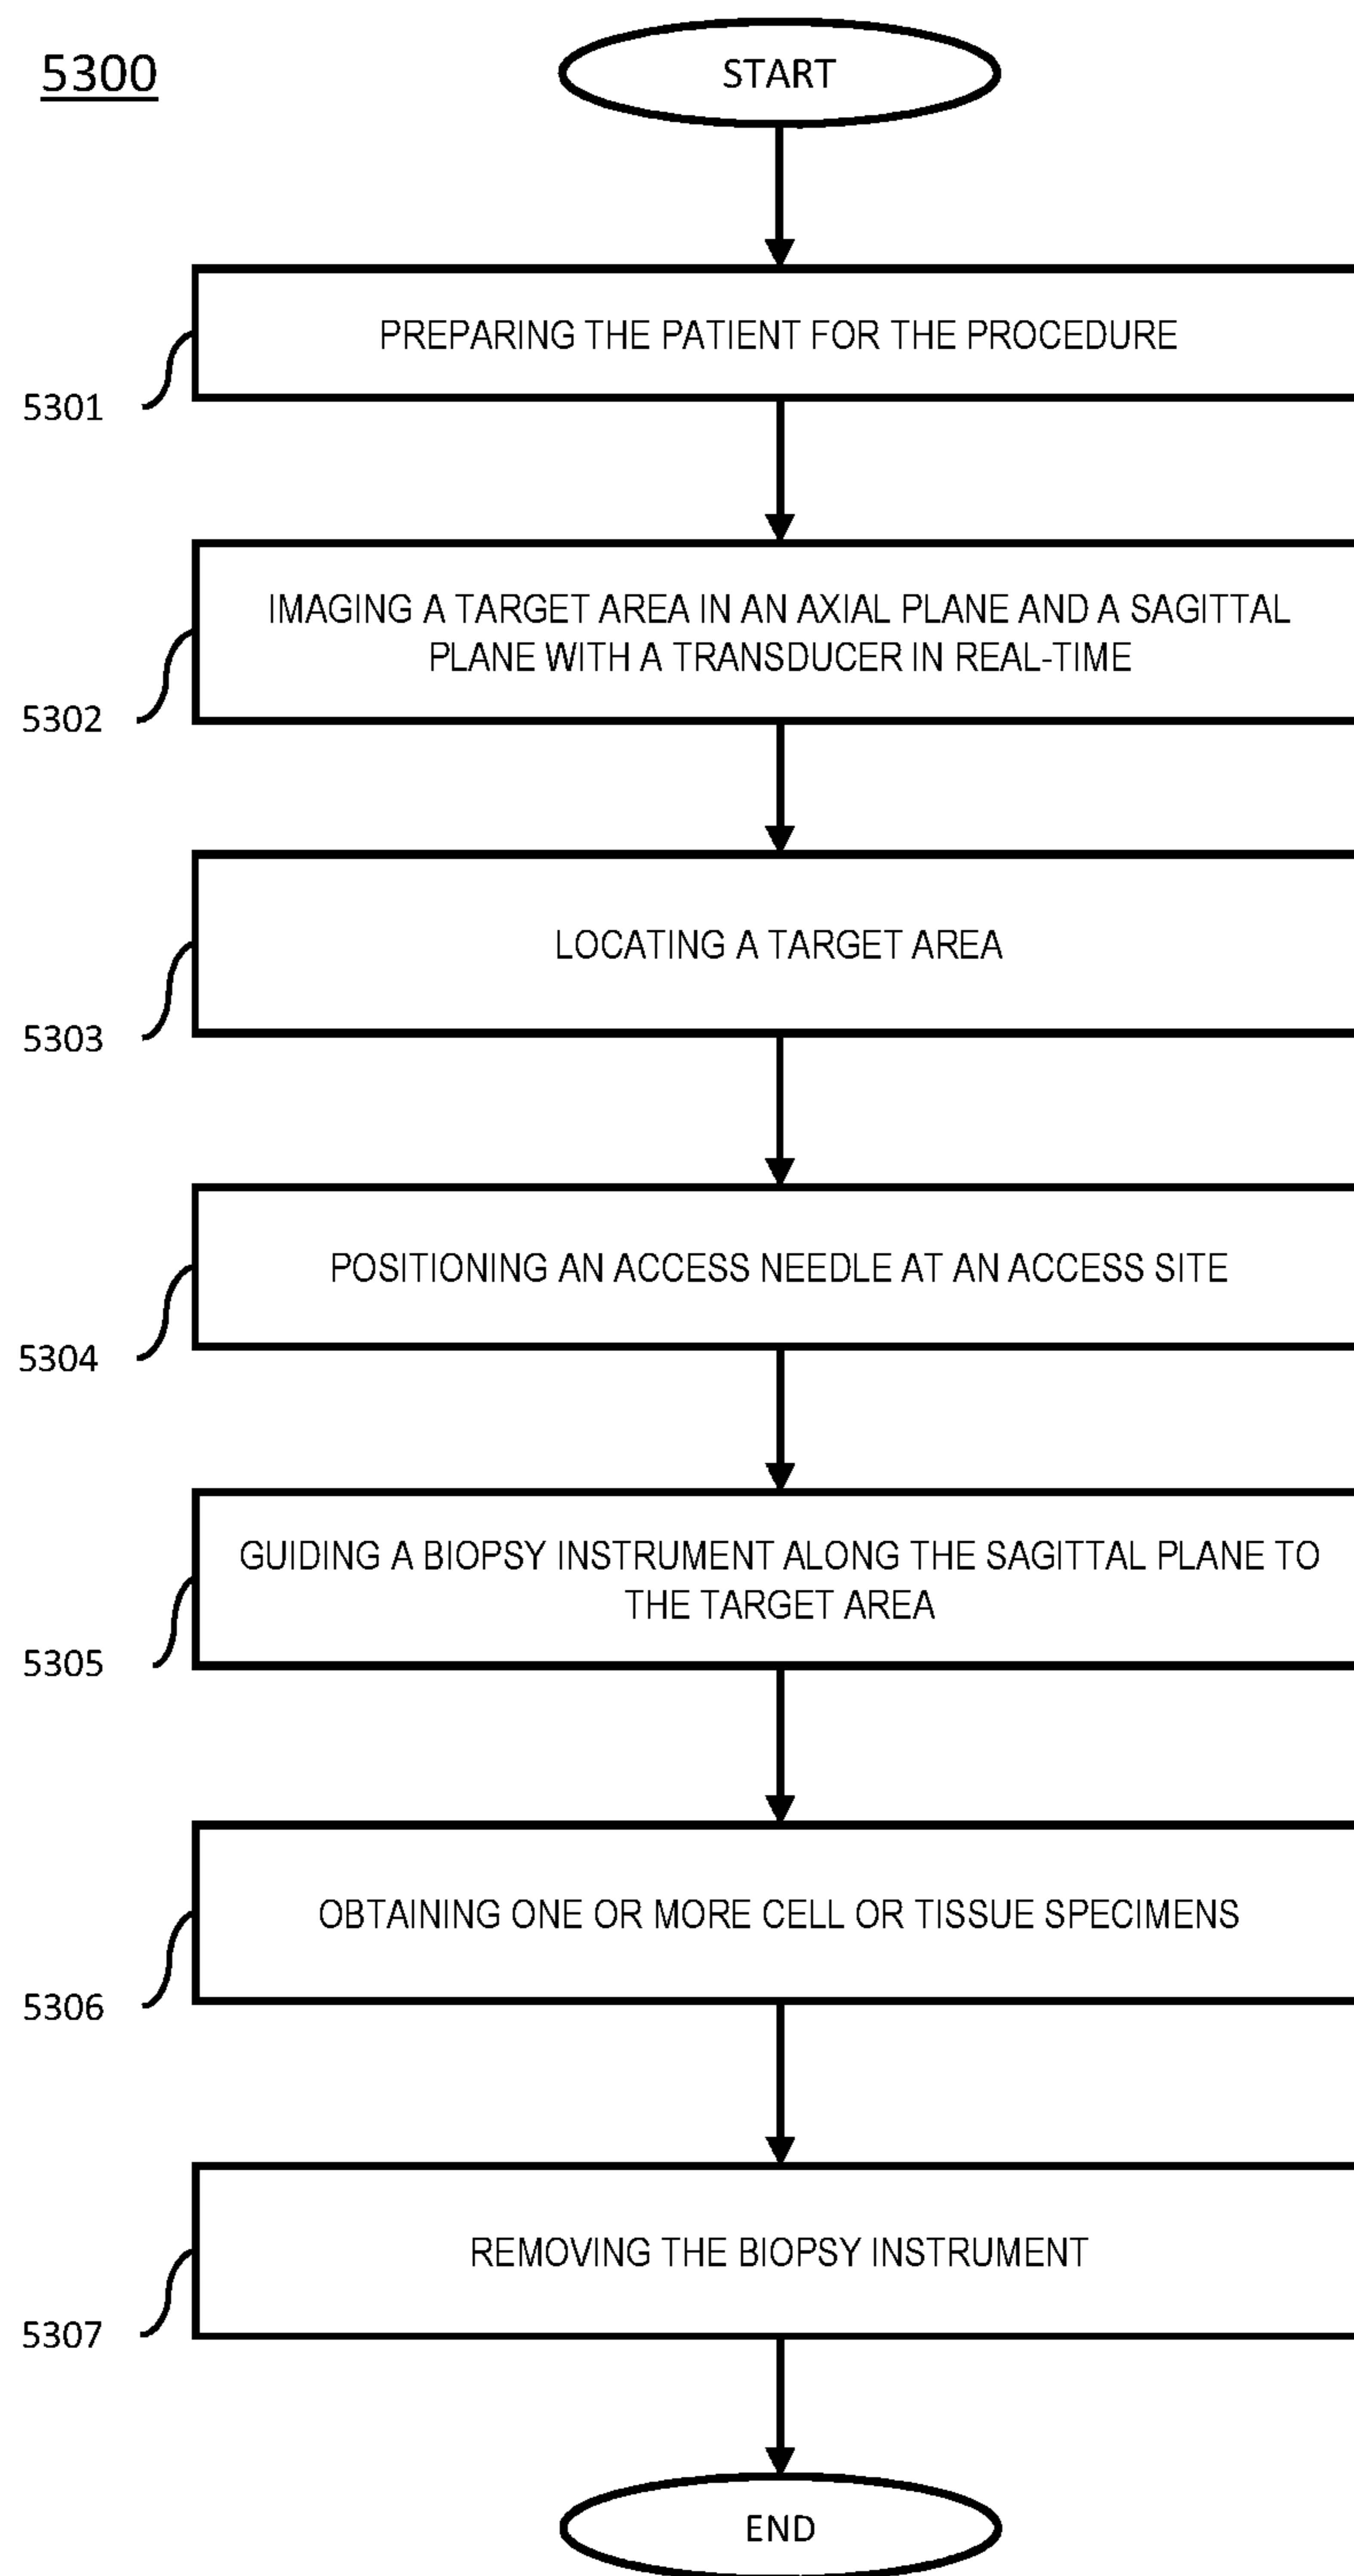 5300
START
PREPARING THE PATIENT FOR THE PROCEDURE
5301
IMAGING A TARGET AREA IN AN AXIAL PLANE AND A SAGITTAL
PLANE WITH A TRANSDUCER IN REAL-TIME
5302
LOCATING A TARGET AREA
5303
POSITIONING AN ACCESS NEEDLE AT AN ACCESS SITE
5304
GUIDING A BIOPSY INSTRUMENT ALONG THE SAGITTAL PLANE TO
THE TARGET AREA
5305
OBTAINING ONE OR MORE CELL OR TISSUE SPECIMENS
5306
REMOVING THE BIOPSY INSTRUMENT
5307
END